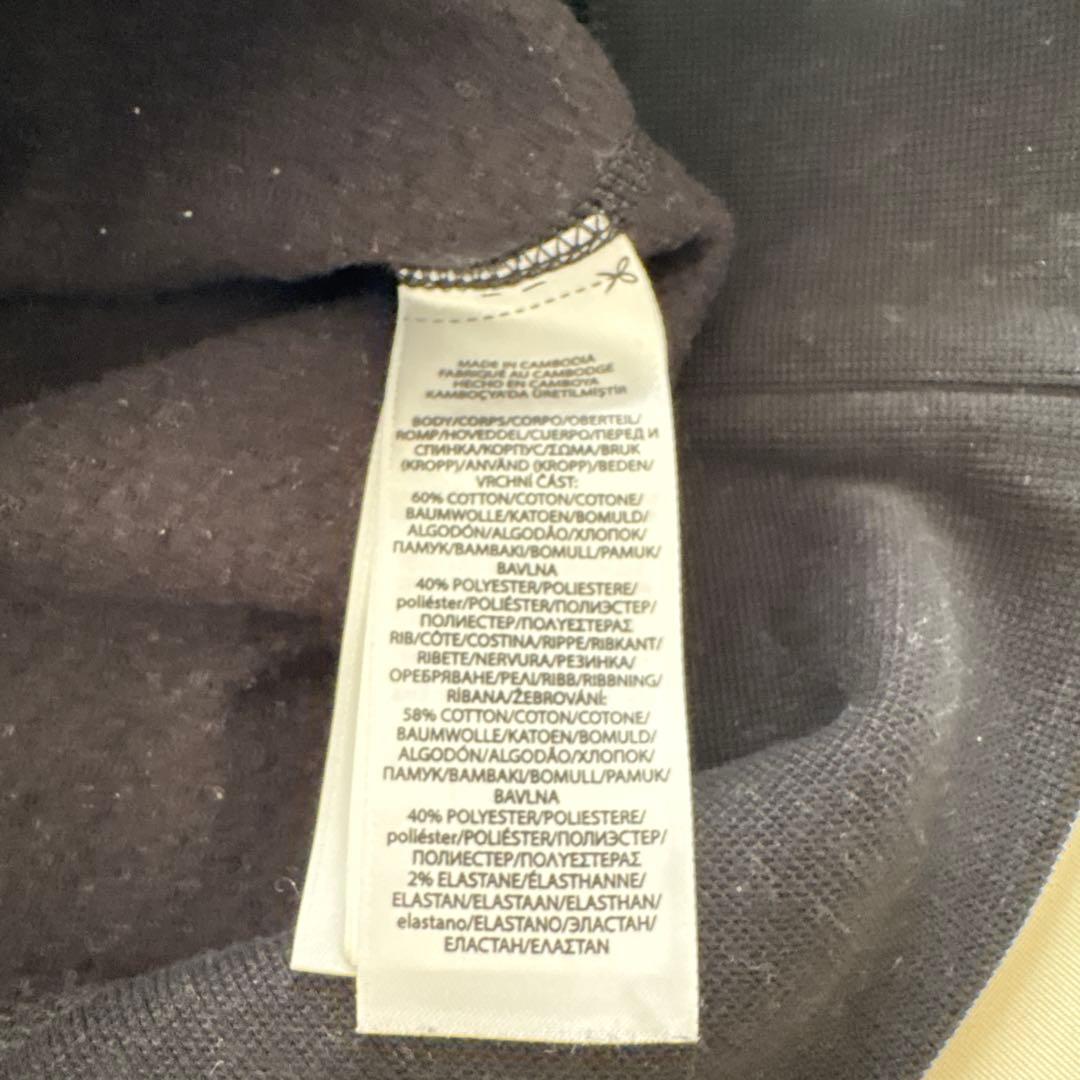 MADE IN CAMBODIA
FABRIQUÉ AU CAMBODGE
HECHO EN CAMBOYA
KAMBOÇYA'DA ÜRETİLMİŞTİR
BODY/CORPS/CORPO/OBERTEIL/
ROMP/HOVEDDEL/CUERPO/ПЕРЕД И
СПИНКА/КОРПУС/ΣΩΜΑ/BRUK
(KROPP)/ANVÄND (KROPP)/BEDEN/
VRCHNÍ ČÁST:
60% COTTON/COTON/COTONE/
BAUMWOLLE/KATOEN/BOMULD/
ALGODÓN/ALGODÃO/ХЛОПОК/
ПАМУК/BAMBAKI/BOMULL/PAMUK/
BAVLNA
40% POLYESTER/POLIESTERE/
poliéster/POLIÉSTER/ПОЛИЭСТЕР/
ПОЛИЕСТЕР/ΠΟΛΥΕΣΤΕΡΑΣ
RIB/CÔTE/COSTINA/RIPPE/RIBKANT/
RIBETE/NERVURA/РЕЗИНКА/
ОРЕБРЯВАНЕ/ΡΕΛΙ/RIBB/RIBBNING/
RİBANA/ŽEBROVÁNÍ:
58% COTTON/COTON/COTONE/
BAUMWOLLE/KATOEN/BOMULD/
ALGODÓN/ALGODÃO/ХЛОПОК/
ПАМУК/BAMBAKI/BOMULL/PAMUK/
BAVLNA
40% POLYESTER/POLIESTERE/
poliéster/POLIÉSTER/ПОЛИЭСТЕР/
ПОЛИЕСТЕР/ΠΟΛΥΕΣΤΕΡΑΣ
2% ELASTANE/ÉLASTHANNE/
ELASTAN/ELASTAAN/ELASTHAN/
elastano/ELASTANO/ЭЛАСТАН/
ЕЛАСТАН/ΕΛΑΣΤΑΝ